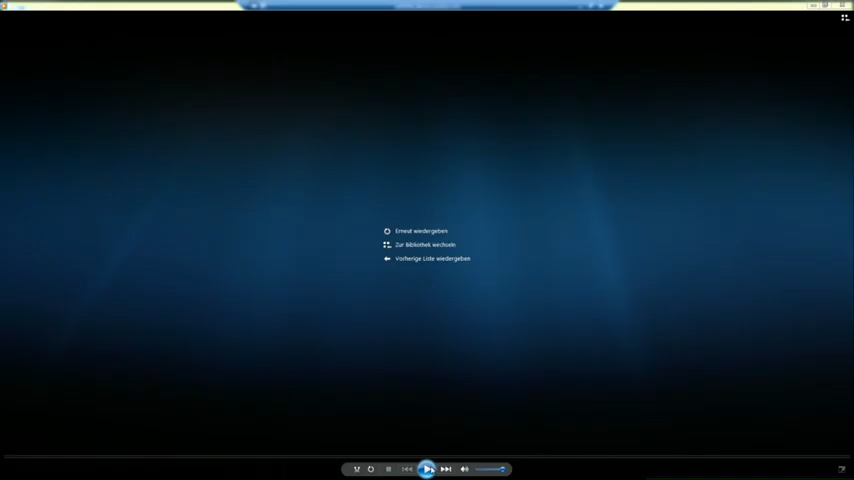 Erneut wiedergeben
Zur Bibliothek wechseln
Vorherige Liste wiedergeben